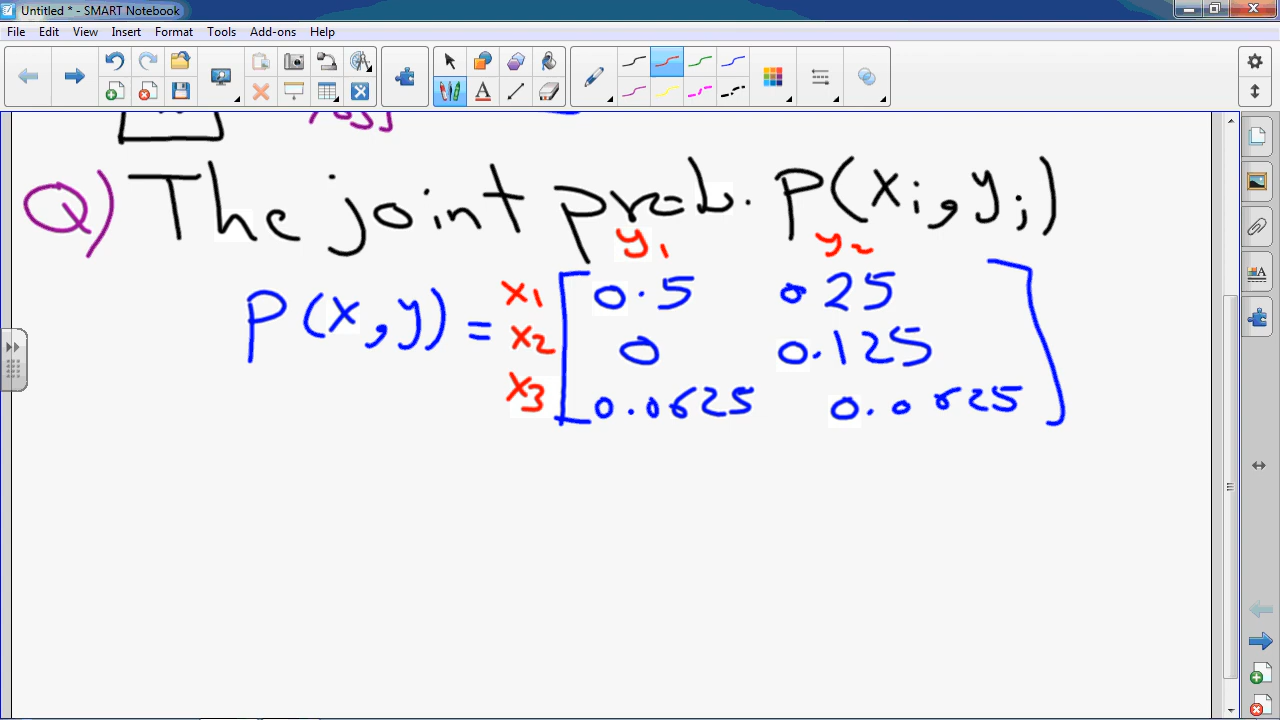 Untitled * - SMART Notebook
File Edit View Insert Format Tools Add-ons Help
Q) The joint prob. P(xi,yj)
y1 y2
P(x,y) = x1 [ 0.5 0.25 ]
x2 0 0.125
x3 0.0625 0.0625